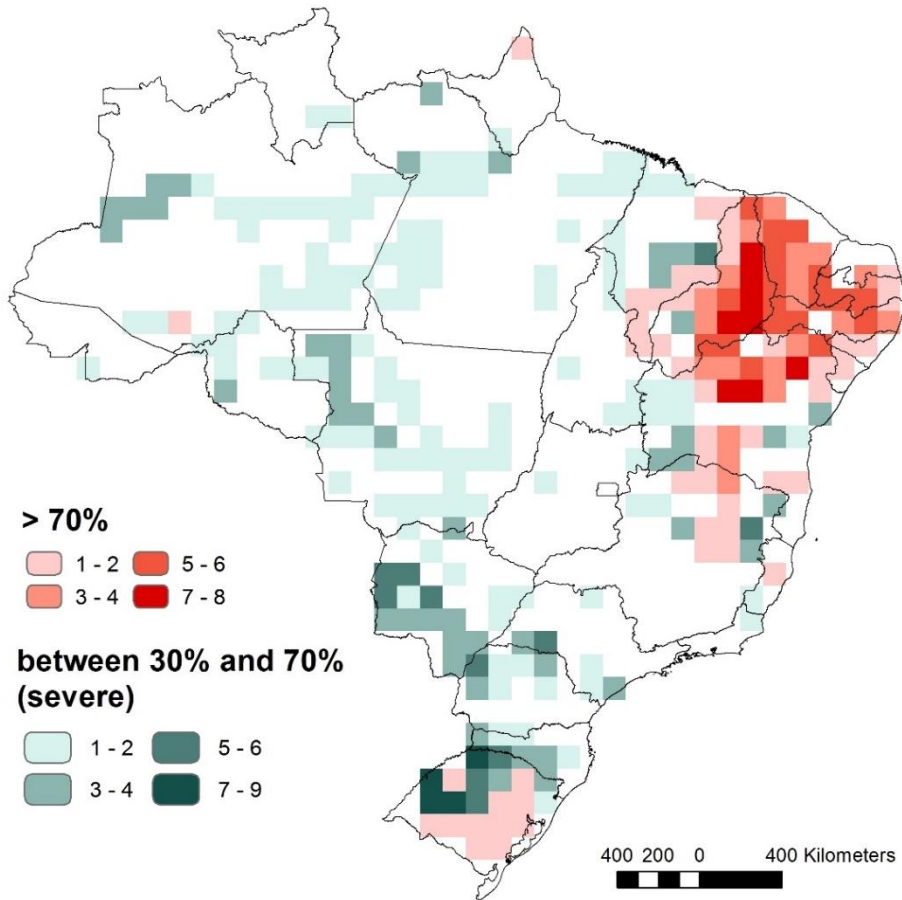 > 70%
1 - 2 5 - 6
3 - 4 7 - 8
between 30% and 70%
(severe)
1 - 2 5 - 6
3 - 4 7 - 9
400 200 0 400 Kilometers